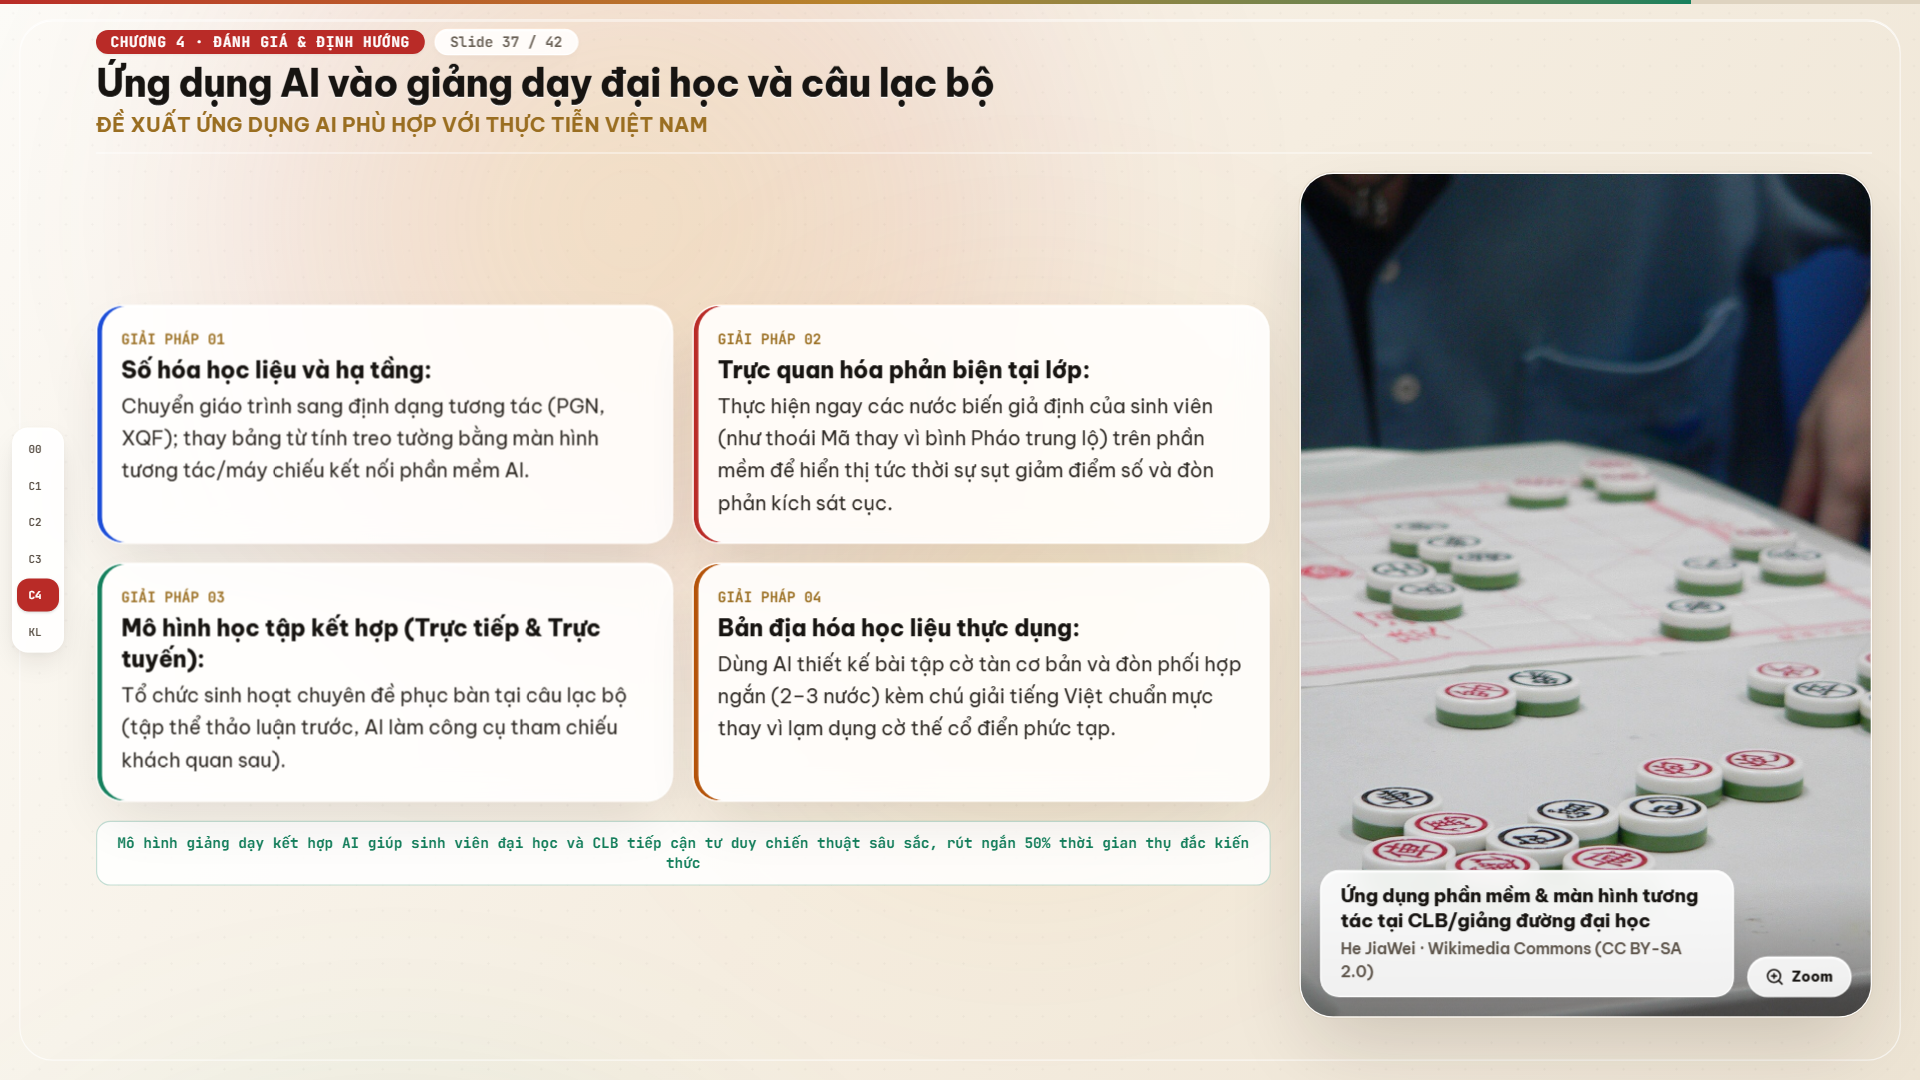 CHƯƠNG 4 · ĐÁNH GIÁ & ĐỊNH HƯỚNG
Slide 37 / 42
Ứng dụng AI vào giảng dạy đại học và câu lạc bộ
ĐỀ XUẤT ỨNG DỤNG AI PHÙ HỢP VỚI THỰC TIỄN VIỆT NAM
00
C1
C2
C3
C4
KL
GIẢI PHÁP 01
Số hóa học liệu và hạ tầng:
Chuyển giáo trình sang định dạng tương tác (PGN,
XQF); thay bảng từ tính treo tường bằng màn hình
tương tác/máy chiếu kết nối phần mềm AI.
GIẢI PHÁP 02
Trực quan hóa phản biện tại lớp:
Thực hiện ngay các nước biến giả định của sinh viên
(như thoái Mã thay vì bình Pháo trung lộ) trên phần
mềm để hiển thị tức thời sự sụt giảm điểm số và đòn
phản kích sát cục.
GIẢI PHÁP 03
Mô hình học tập kết hợp (Trực tiếp & Trực
tuyến):
Tổ chức sinh hoạt chuyên đề phục bàn tại câu lạc bộ
(tập thể thảo luận trước, AI làm công cụ tham chiếu
khách quan sau).
GIẢI PHÁP 04
Bản địa hóa học liệu thực dụng:
Dùng AI thiết kế bài tập cờ tàn cơ bản và đòn phối hợp
ngắn (2–3 nước) kèm chú giải tiếng Việt chuẩn mực
thay vì lạm dụng cờ thế cổ điển phức tạp.
Mô hình giảng dạy kết hợp AI giúp sinh viên đại học và CLB tiếp cận tư duy chiến thuật sâu sắc, rút ngắn 50% thời gian thụ đắc kiến
thức
Ứng dụng phần mềm & màn hình tương
tác tại CLB/giảng đường đại học
He JiaWei · Wikimedia Commons (CC BY-SA
2.0)
Zoom